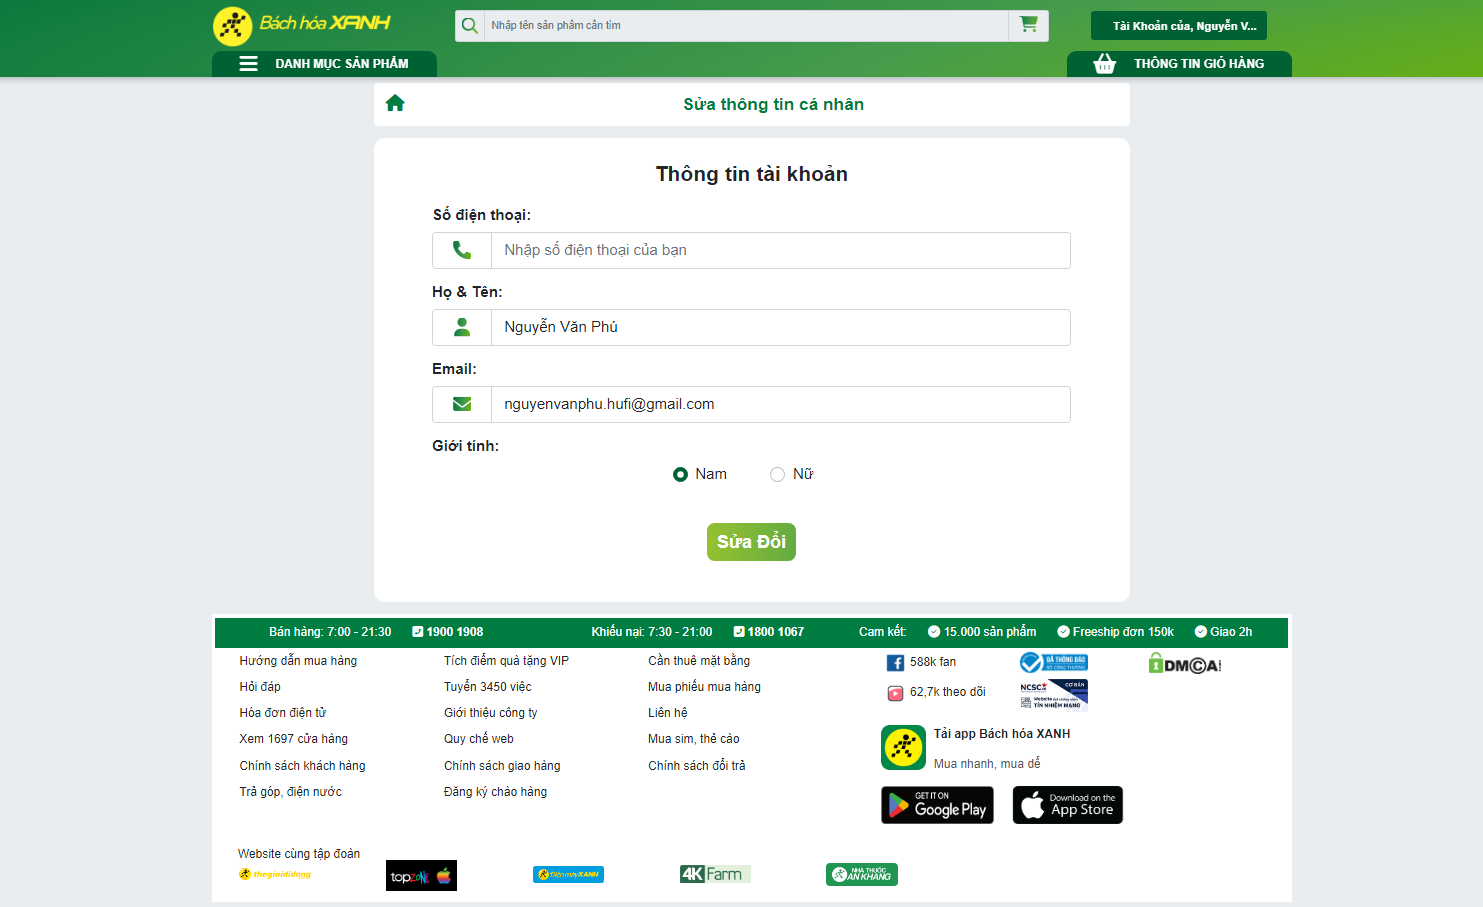 Bách hóa XANH
Nhập tên sản phẩm cần tìm
Tài Khoản của, Nguyễn V...
DANH MỤC SẢN PHẨM
THÔNG TIN GIỎ HÀNG
Sửa thông tin cá nhân
Thông tin tài khoản
Số điện thoại:
Nhập số điện thoại của bạn
Họ & Tên:
Nguyễn Văn Phú
Email:
nguyenvanphu.hufi@gmail.com
Giới tính:
Nam
Nữ
Sửa Đổi
Bán hàng: 7:00 - 21:30 1900 1908 Khiếu nại: 7:30 - 21:00 1800 1067 Cam kết: 15.000 sản phẩm Freeship đơn 150k Giao 2h
Hướng dẫn mua hàng
Hỏi đáp
Hóa đơn điện tử
Xem 1697 cửa hàng
Chính sách khách hàng
Trả góp, điện nước
Tích điểm quà tặng VIP
Tuyển 3450 việc
Giới thiệu công ty
Quy chế web
Chính sách giao hàng
Đăng ký chào hàng
Cần thuê mặt bằng
Mua phiếu mua hàng
Liên hệ
Mua sim, thẻ cào
Chính sách đổi trả
588k fan
62,7k theo dõi
ĐÃ THÔNG BÁO
BỘ CÔNG THƯƠNG
DMCA
NCSC
CƠ BẢN
TÍN NHIỆM MẠNG
Tải app Bách hóa XANH
Mua nhanh, mua dể
GET IT ON
Google Play
Download on the
App Store
Website cùng tập đoàn
thegioididong
topzone
Điện máy XANH
4KFarm
NHÀ THUỐC
AN KHANG